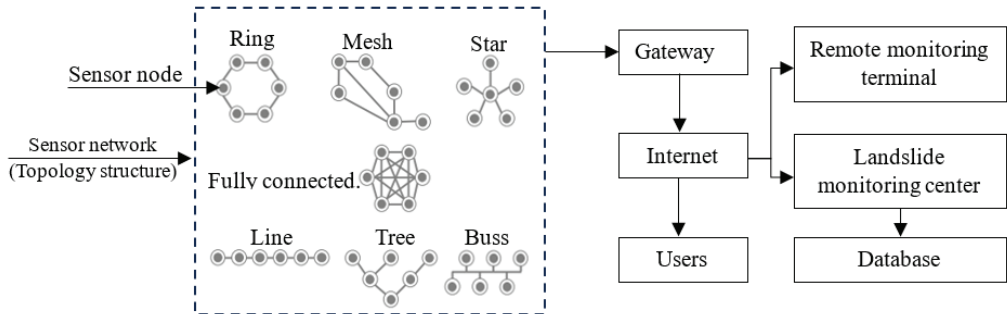 Ring Mesh Star
Sensor node
Sensor network
(Topology structure)
Fully connected.
Line Tree Buss
Gateway
Internet
Users
Remote monitoring
terminal
Landslide
monitoring center
Database